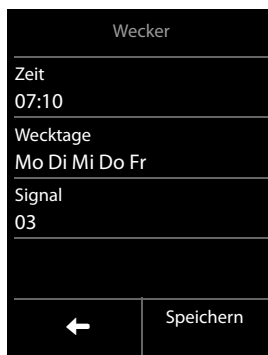 Wecker
Zeit
07:10
Wecktage
Mo Di Mi Do Fr
Signal
03
Speichern